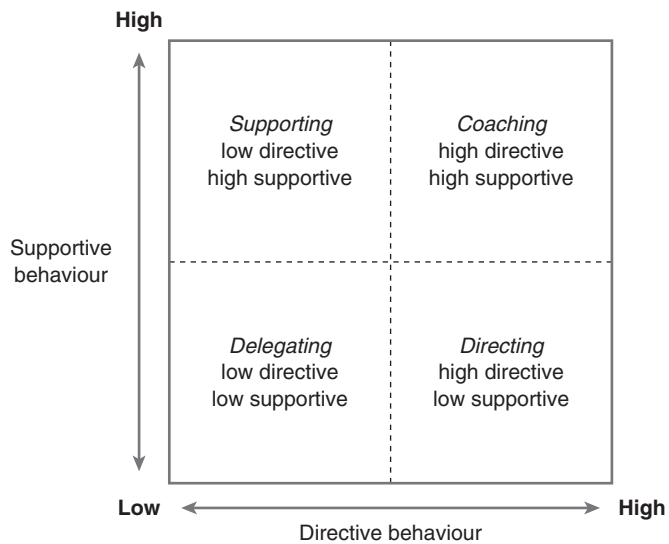 High
Supporting
low directive
high supportive
Coaching
high directive
high supportive
Supportive
behaviour
Delegating
low directive
low supportive
Directing
high directive
low supportive
Low
High
Directive behaviour